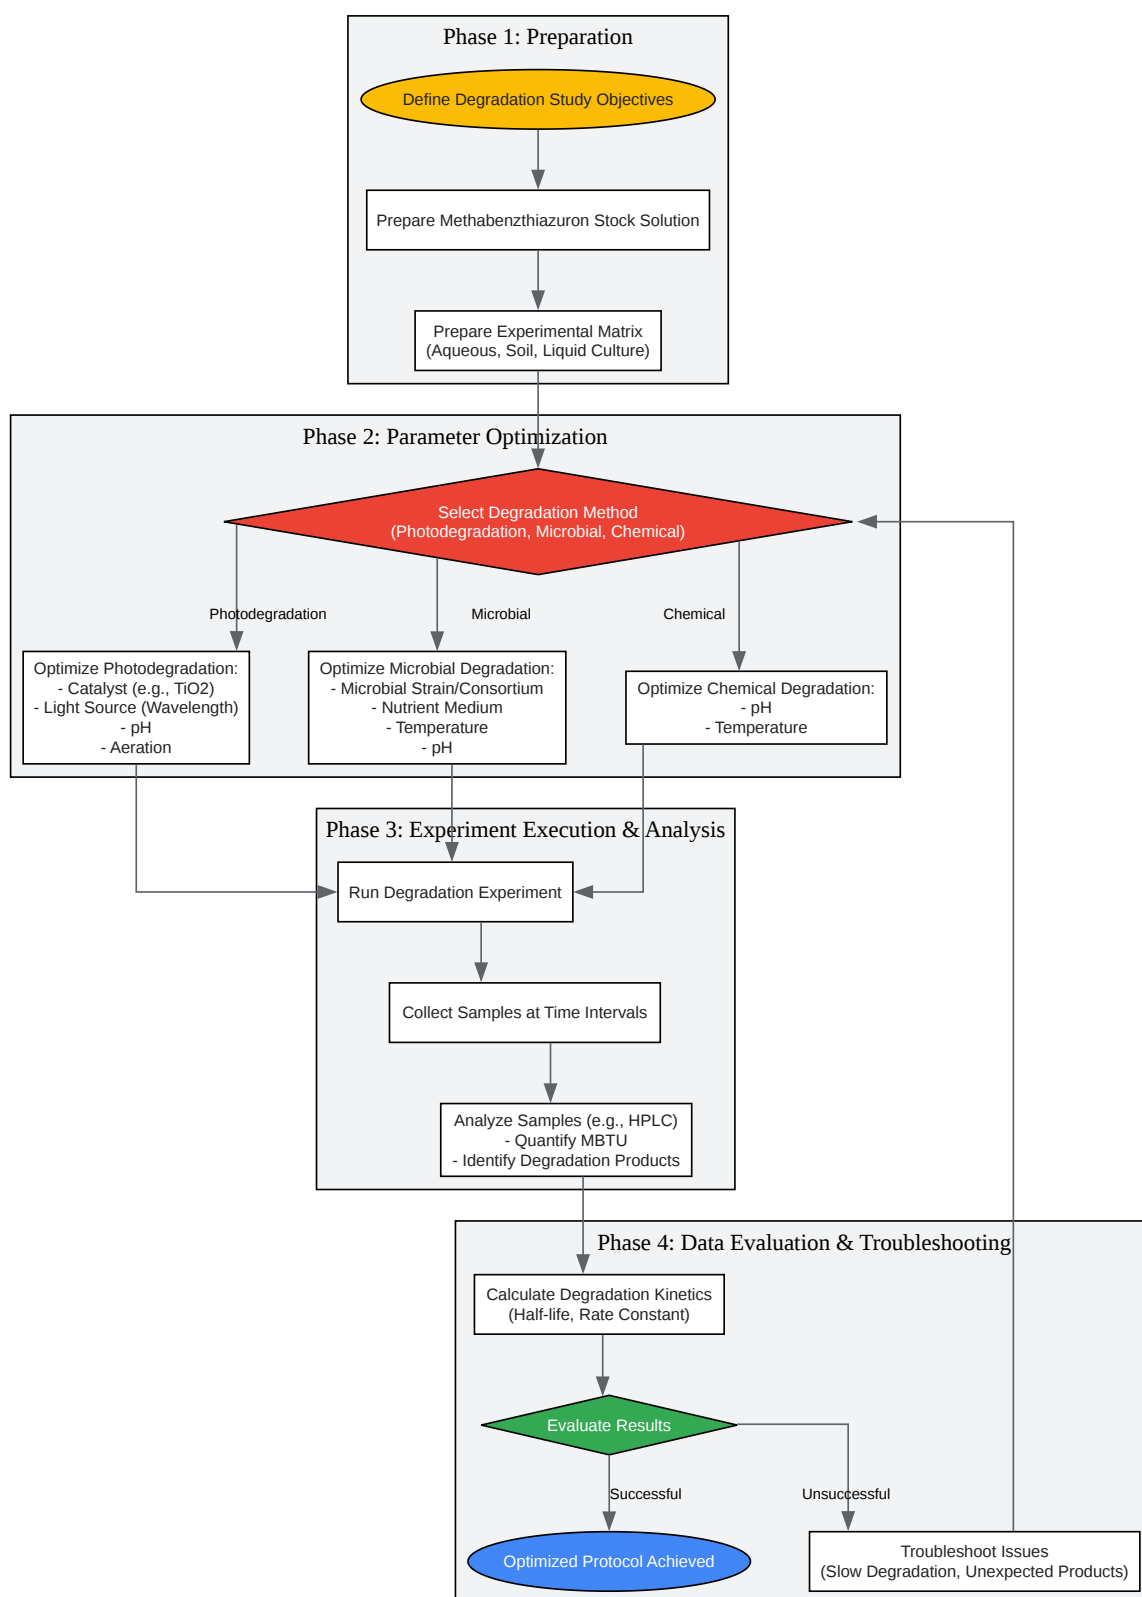 Phase 1: Preparation
Define Degradation Study Objectives
Prepare Methabenzthiazuron Stock Solution
Prepare Experimental Matrix
(Aqueous, Soil, Liquid Culture)
Phase 2: Parameter Optimization
Select Degradation Method
(Photodegradation, Microbial, Chemical)
Photodegradation
Microbial
Chemical
Optimize Photodegradation:
- Catalyst (e.g., TiO2)
- Light Source (Wavelength)
- pH
- Aeration
Optimize Microbial Degradation:
- Microbial Strain/Consortium
- Nutrient Medium
- Temperature
- pH
Optimize Chemical Degradation:
- pH
- Temperature
Phase 3: Experiment Execution & Analysis
Run Degradation Experiment
Collect Samples at Time Intervals
Analyze Samples (e.g., HPLC)
- Quantify MBTU
- Identify Degradation Products
Phase 4: Data Evaluation & Troubleshooting
Calculate Degradation Kinetics
(Half-life, Rate Constant)
Evaluate Results
Successful
Unsuccessful
Optimized Protocol Achieved
Troubleshoot Issues
(Slow Degradation, Unexpected Products)